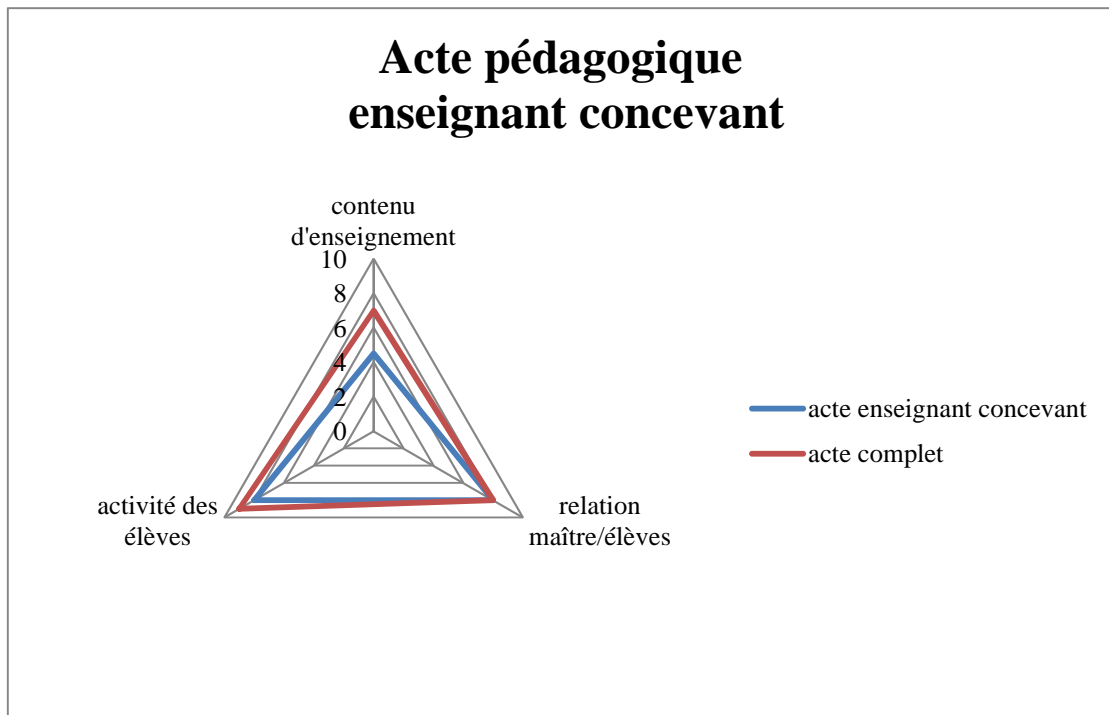 Acte pédagogique
enseignant concevant
contenu
d'enseignement
10
8
6
4
2
0
activité des
élèves
relation
maître/élèves
acte enseignant concevant
acte complet